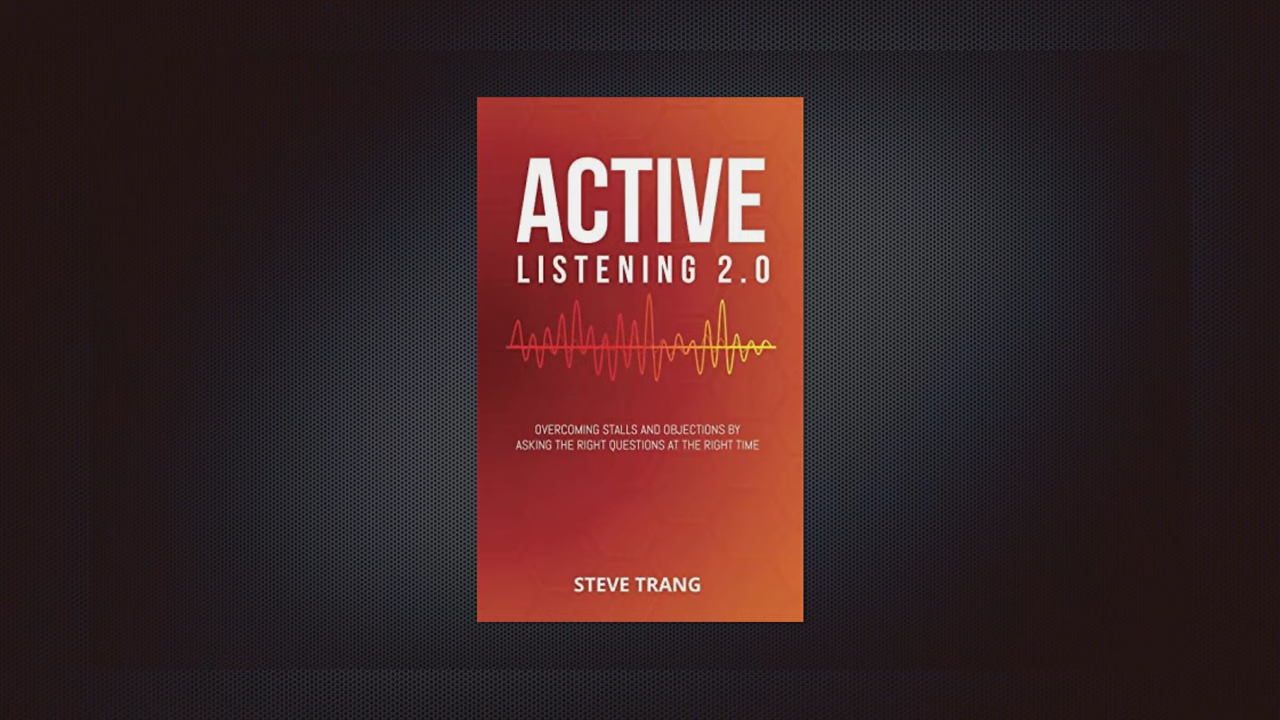 ACTIVE
LISTENING 2.0
OVERCOMING STALLS AND OBJECTIONS BY
ASKING THE RIGHT QUESTIONS AT THE RIGHT TIME
STEVE TRANG